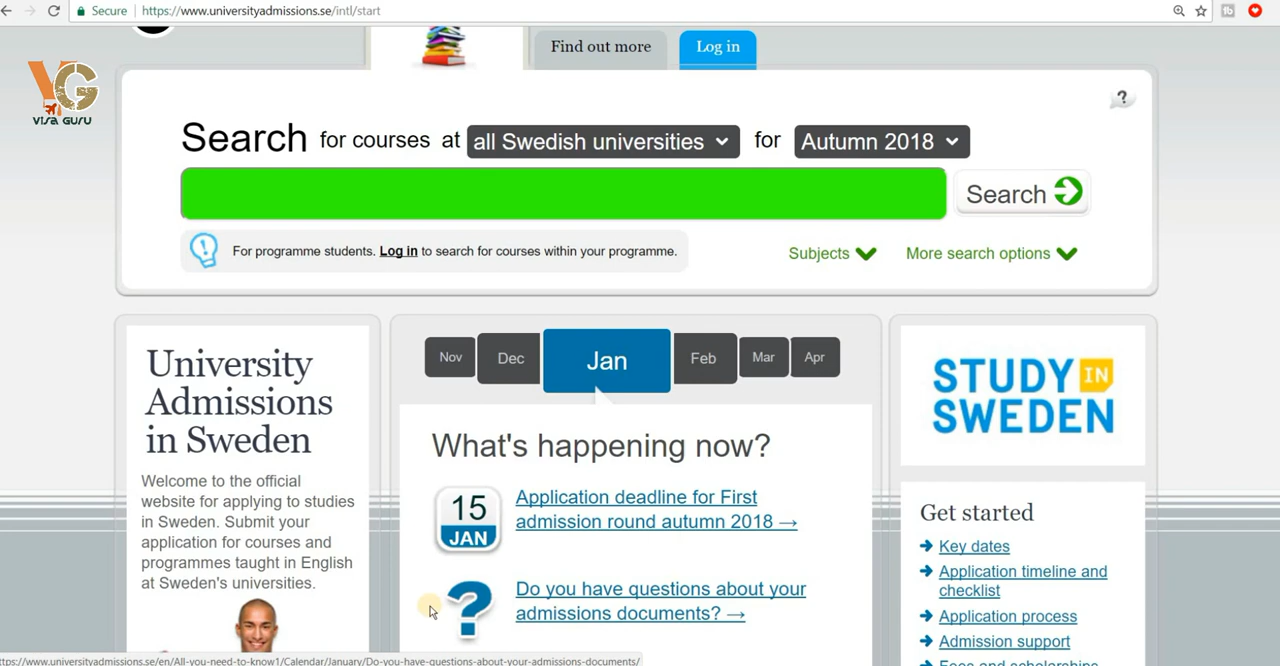 Secure
https://www.universityadmissions.se/intl/start
Find out more
Log in
VG
VISA GURU
?
Search for courses at all Swedish universities for Autumn 2018
Search
For programme students. Log in to search for courses within your programme.
Subjects
More search options
Nov
Dec
Jan
Feb
Mar
Apr
University
Admissions
in Sweden
Welcome to the official
website for applying to studies
in Sweden. Submit your
application for courses and
programmes taught in English
at Sweden's universities.
What's happening now?
15
JAN
Application deadline for First
admission round autumn 2018 →
?
Do you have questions about your
admissions documents? →
STUDY IN
SWEDEN
Get started
Key dates
Application timeline and
checklist
Application process
Admission support
Fees and scholarships
ttps://www.universityadmissions.se/en/All-you-need-to-know1/Calendar/January/Do-you-have-questions-about-your-admissions-documents/